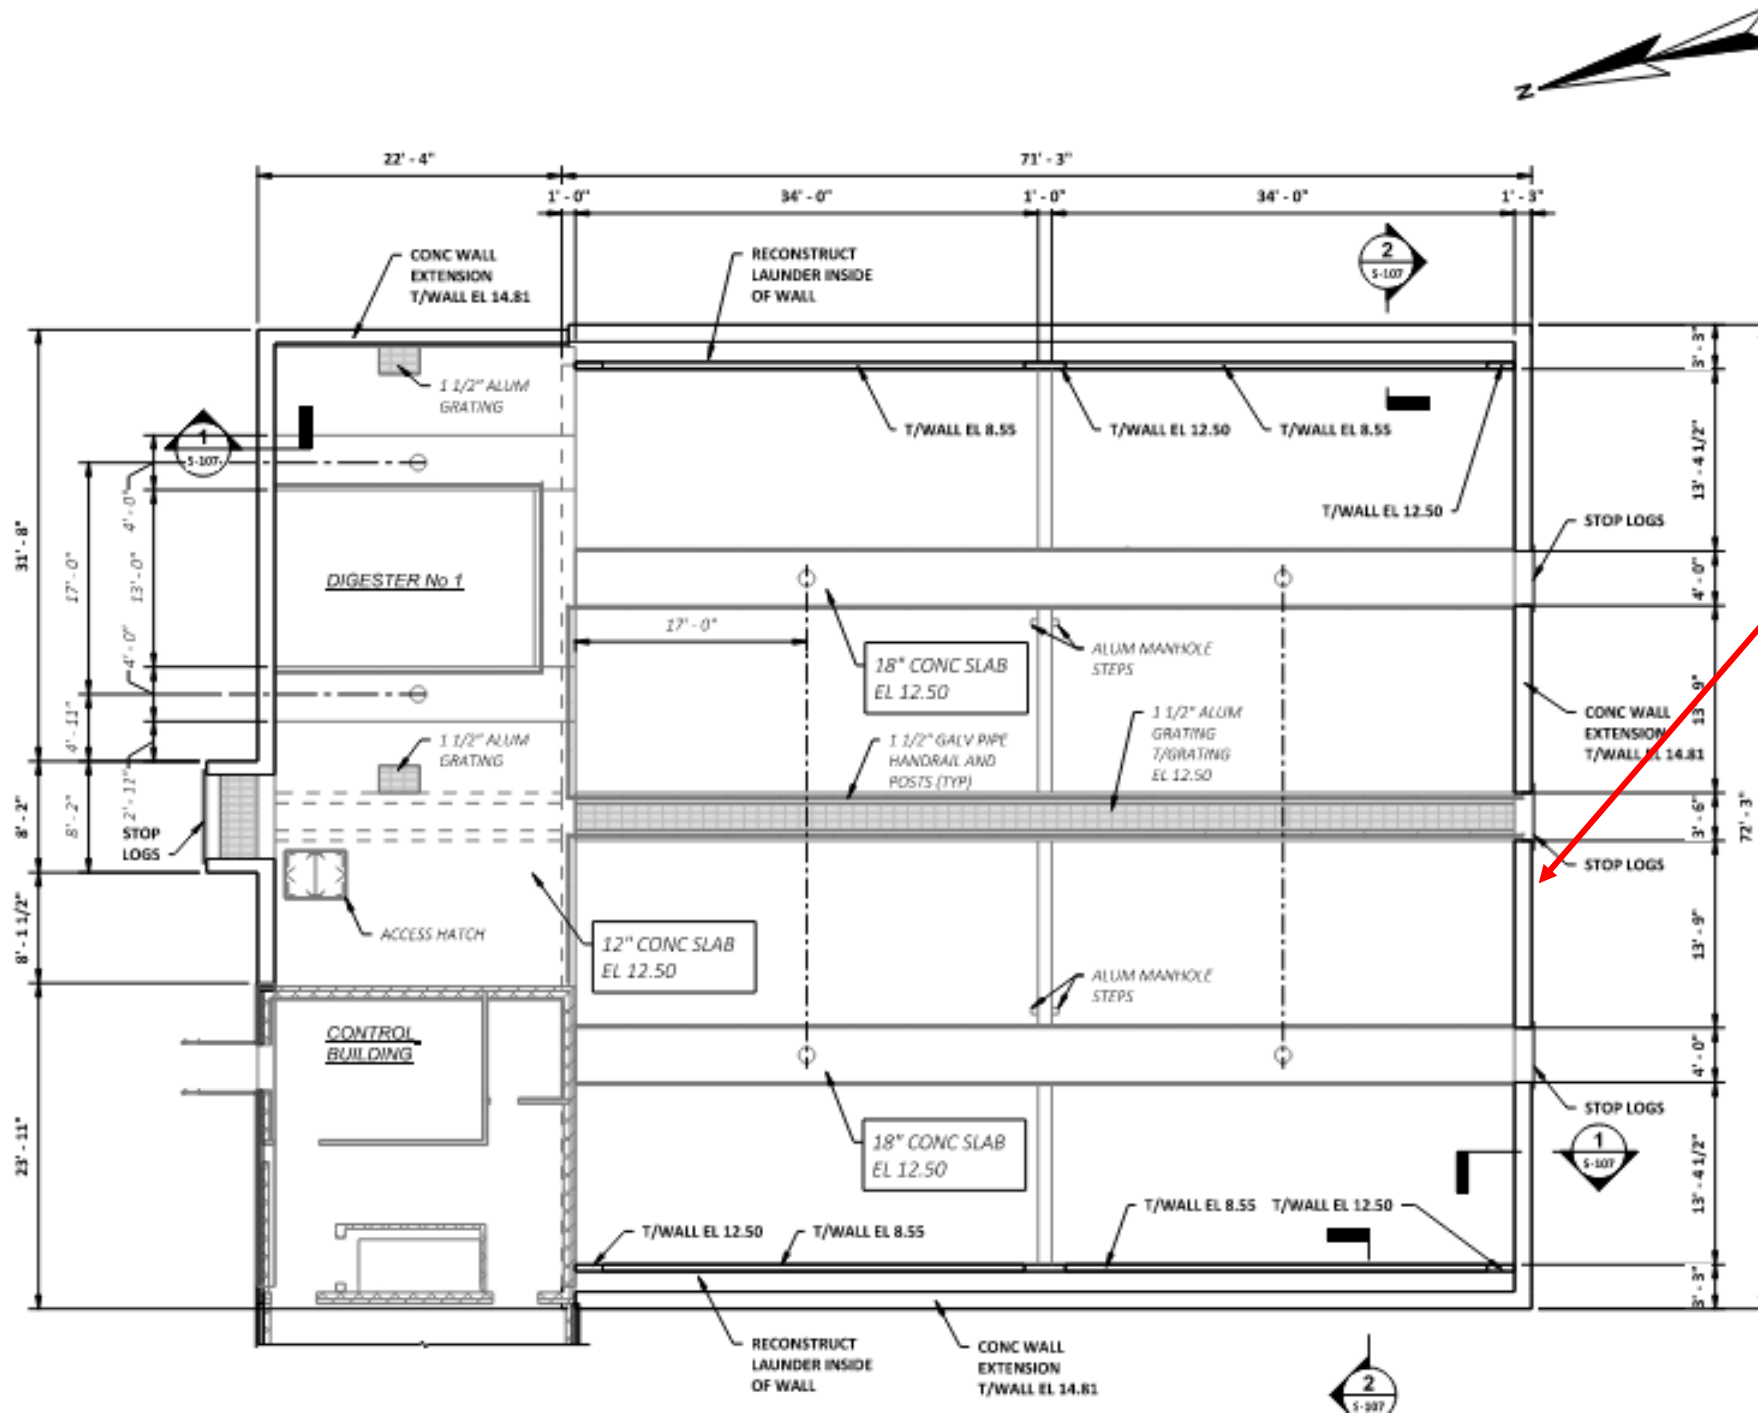 N
22' - 4"
71' - 3"
1' - 0"
34' - 0"
1' - 0"
34' - 0"
1' - 3"
CONC WALL
EXTENSION
T/WALL EL 14.81
RECONSTRUCT
LAUNDER INSIDE
OF WALL
2
S-107
1 1/2" ALUM
GRATING
T/WALL EL 8.55
T/WALL EL 12.50
T/WALL EL 8.55
T/WALL EL 12.50
3' - 3"
13' - 4 1/2"
STOP LOGS
1
S-107
4' - 0"
31' - 8"
17' - 0"
13' - 0"
DIGESTER No 1
4' - 0"
17' - 0"
18" CONC SLAB
EL 12.50
ALUM MANHOLE
STEPS
4' - 0"
13' - 9"
CONC WALL
EXTENSION
T/WALL EL 14.81
4' - 11"
1 1/2" ALUM
GRATING
1 1/2" GALV PIPE
HANDRAIL AND
POSTS (TYP)
1 1/2" ALUM
GRATING
T/GRATING
EL 12.50
2' - 11"
8' - 2"
8' - 2"
STOP
LOGS
3' - 6"
72' - 3"
STOP LOGS
ACCESS HATCH
8' - 1 1/2"
12" CONC SLAB
EL 12.50
13' - 9"
ALUM MANHOLE
STEPS
CONTROL
BUILDING
4' - 0"
STOP LOGS
23' - 11"
18" CONC SLAB
EL 12.50
1
S-107
13' - 4 1/2"
T/WALL EL 12.50
T/WALL EL 8.55
T/WALL EL 8.55
T/WALL EL 12.50
3' - 3"
RECONSTRUCT
LAUNDER INSIDE
OF WALL
CONC WALL
EXTENSION
T/WALL EL 14.81
2
S-107